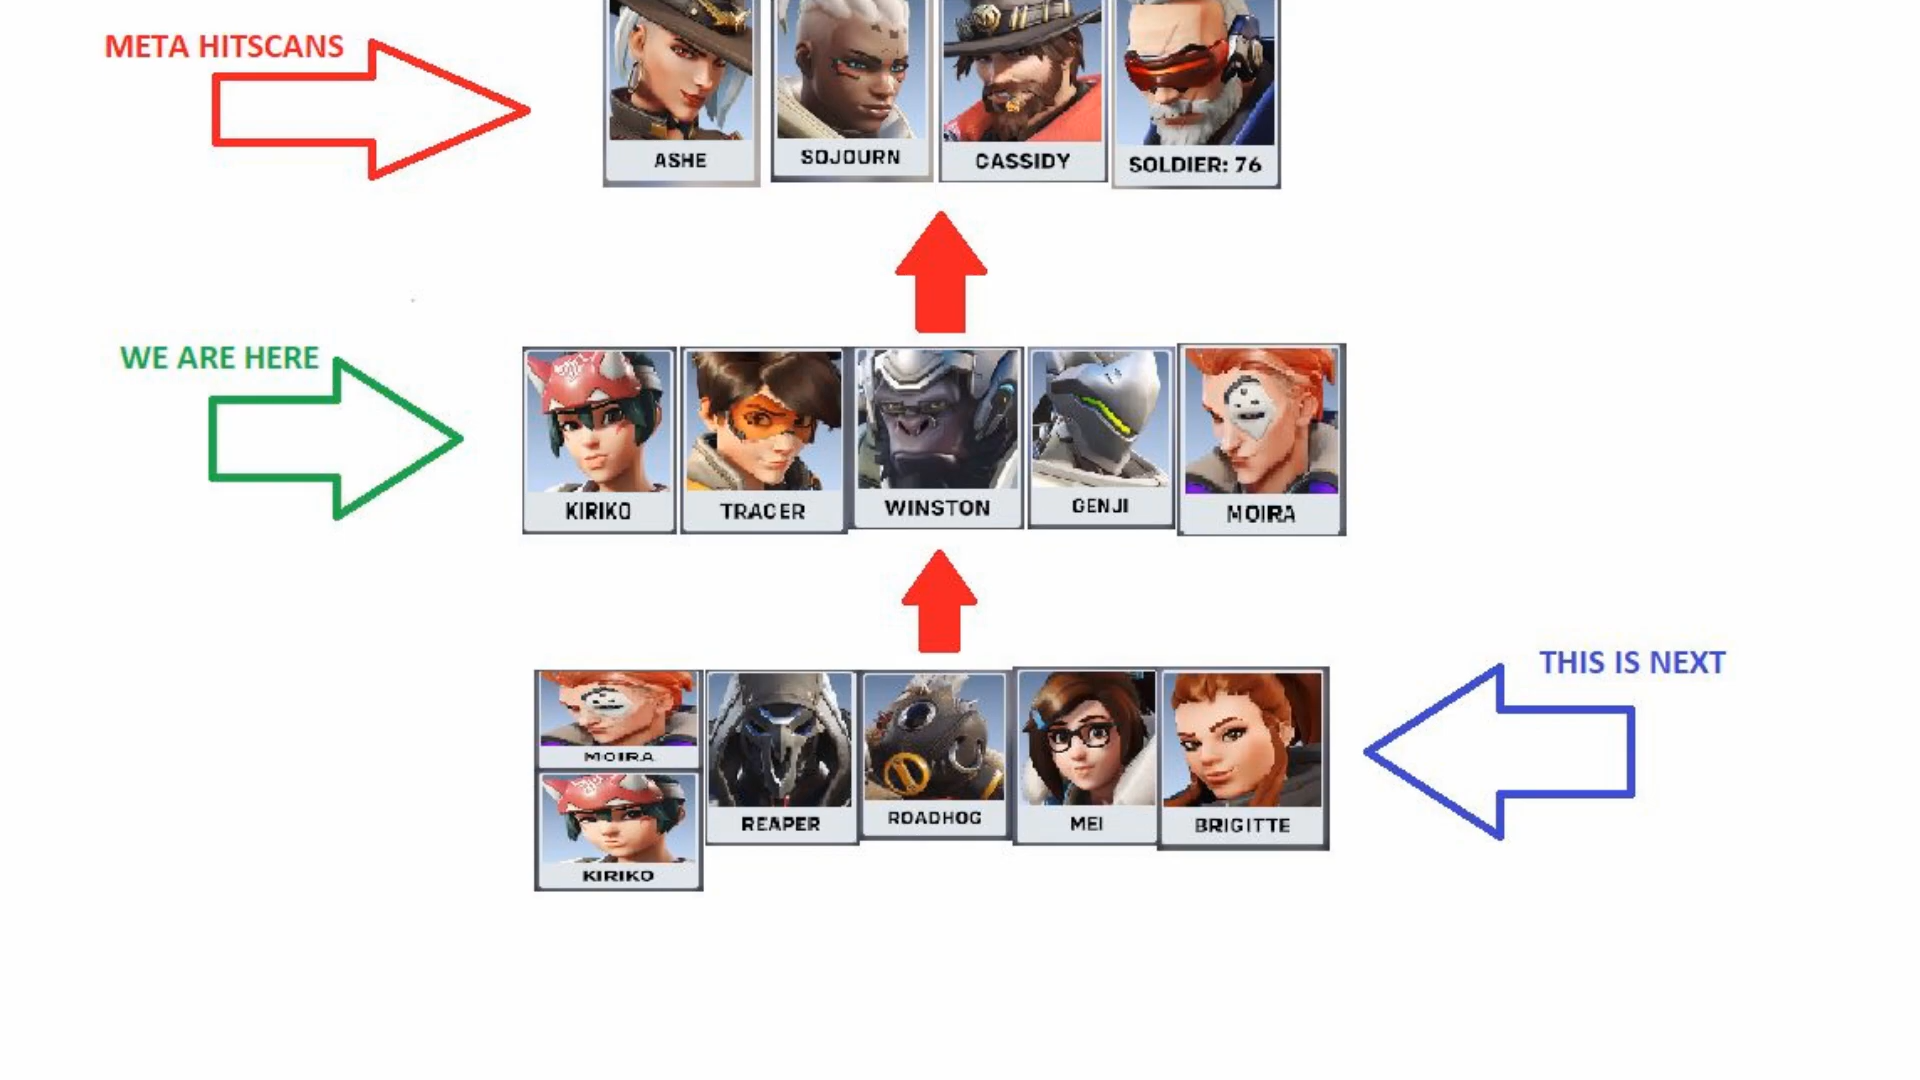 META HITSCANS
ASHE
SOJOURN
CASSIDY
SOLDIER: 76
WE ARE HERE
KIRIKO
TRACER
WINSTON
GENJI
MOIRA
THIS IS NEXT
MOIRA
KIRIKO
REAPER
ROADHOG
MEI
BRIGITTE